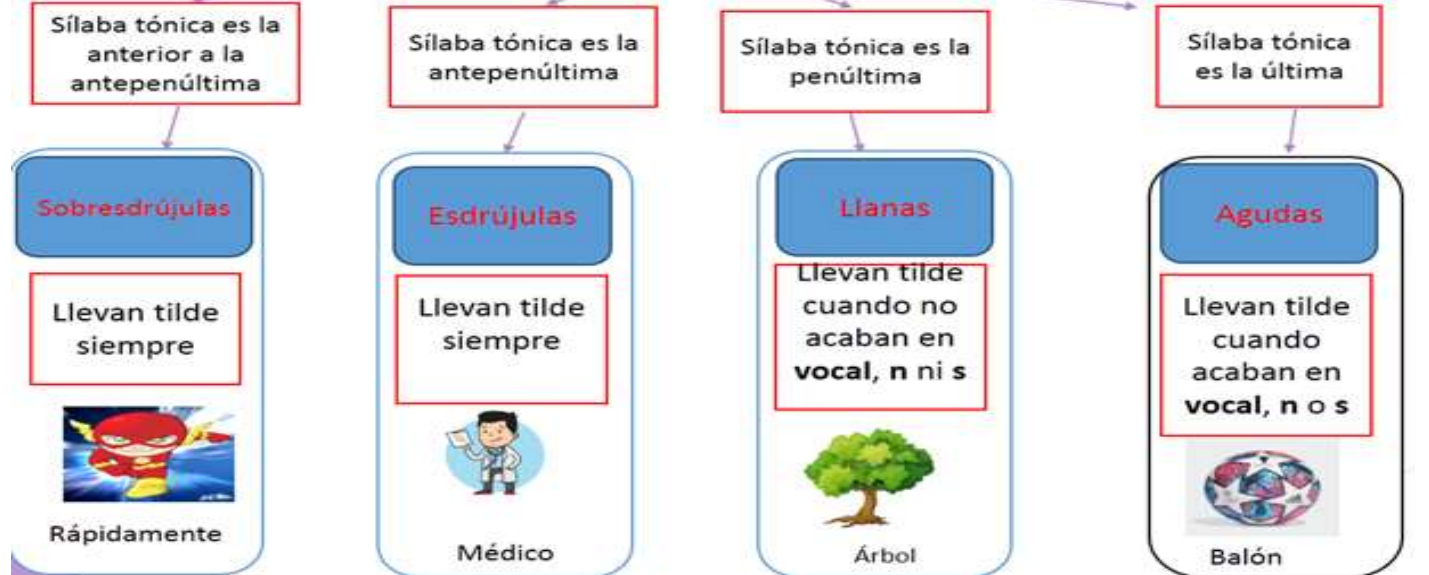 Sílaba tónica es la
anterior a la
antepenúltima
Sobresdrújulas
Llevan tilde
siempre
Rápidamente
Sílaba tónica es la
antepenúltima
Esdrújulas
Llevan tilde
siempre
Médico
Sílaba tónica es la
penúltima
Llanas
Llevan tilde
cuando no
acaban en
vocal, n ni s
Árbol
Sílaba tónica
es la última
Agudas
Llevan tilde
cuando
acaban en
vocal, n o s
Balón